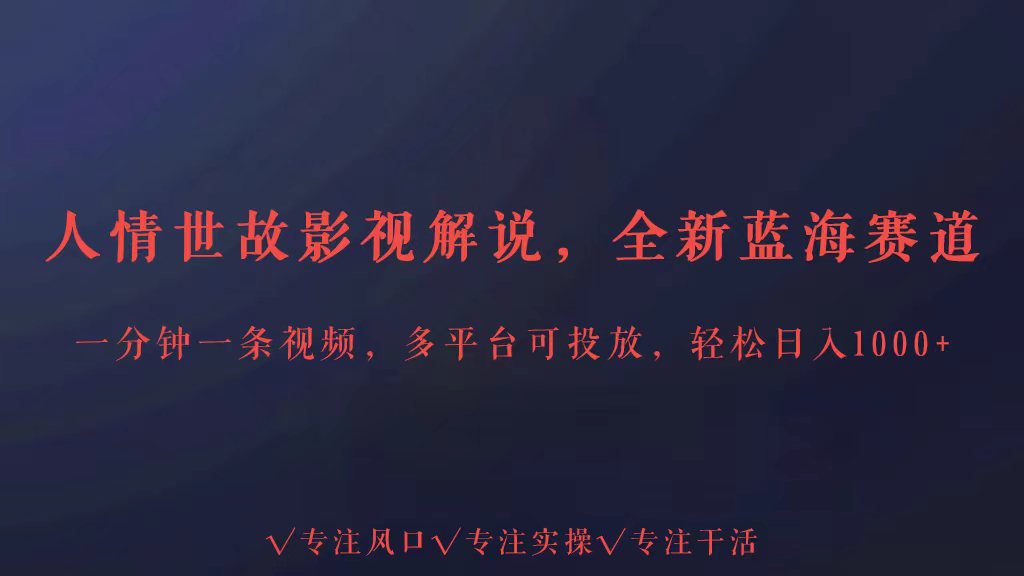 人情世故影视解说，全新蓝海赛道
一分钟一条视频，多平台可投放，轻松日入1000+
√专注风口√专注实操√专注干活